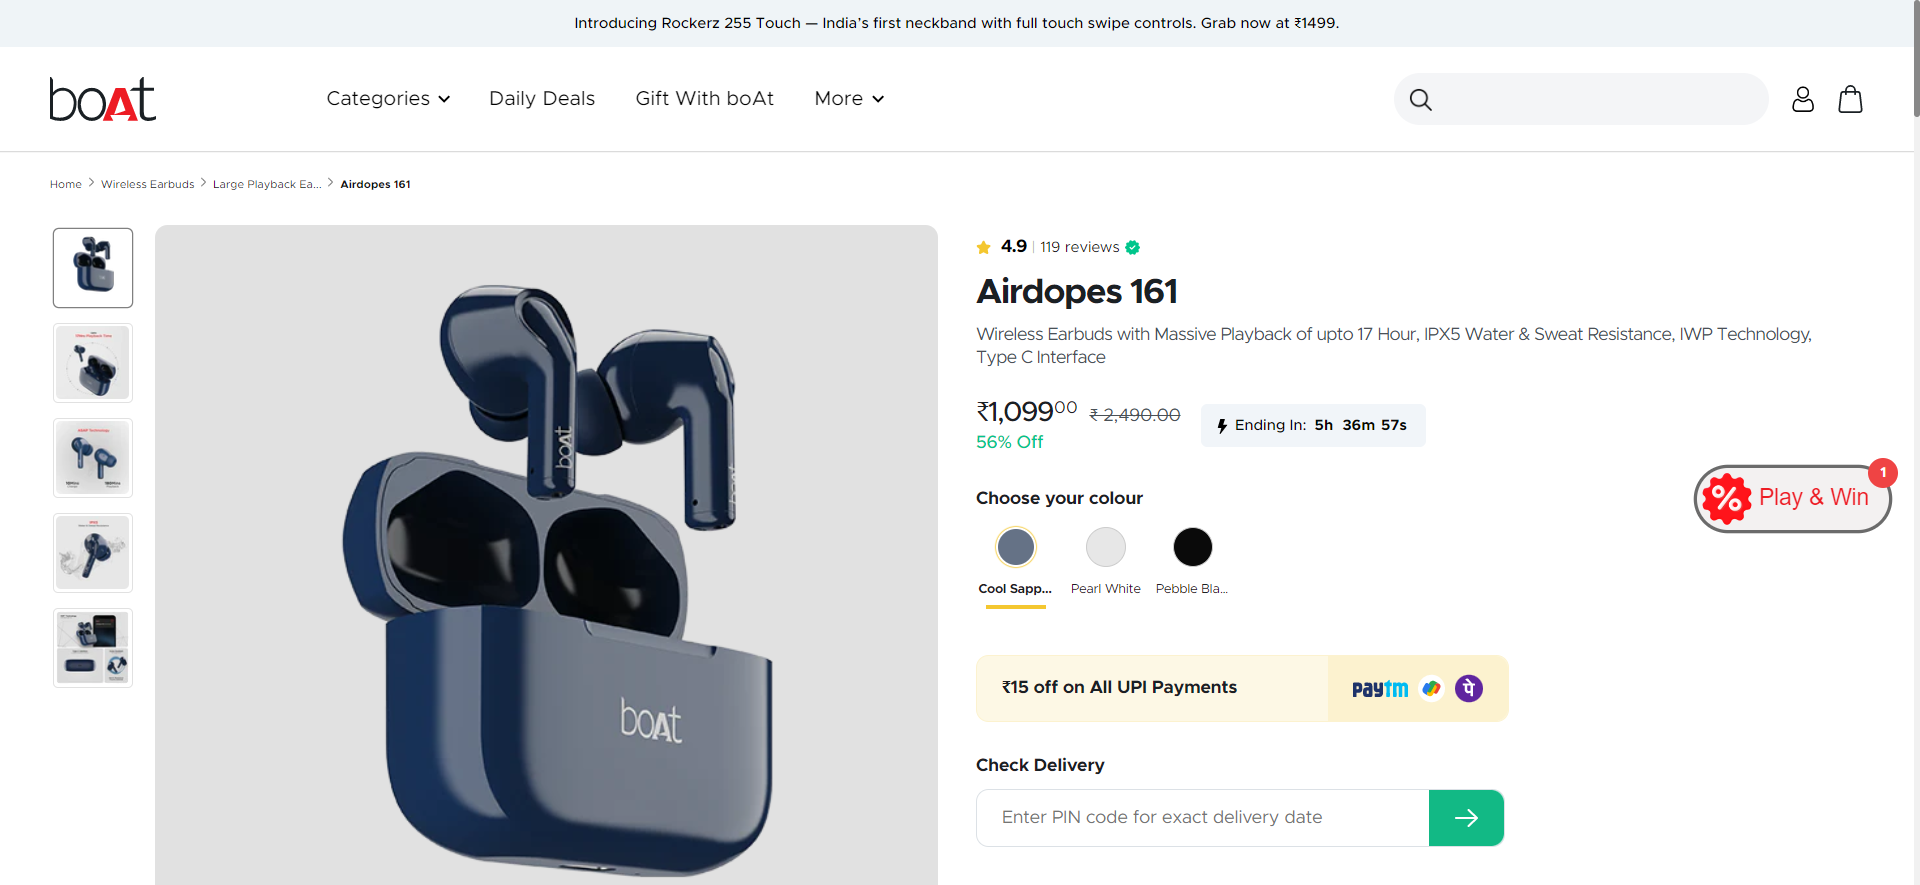 Introducing Rockerz 255 Touch — India's first neckband with full touch swipe controls. Grab now at ₹1499.
boAt
Categories
Daily Deals
Gift With boAt
More
Home > Wireless Earbuds > Large Playback Ea... > Airdopes 161
4.9 | 119 reviews
Airdopes 161
Wireless Earbuds with Massive Playback of upto 17 Hour, IPX5 Water & Sweat Resistance, IWP Technology,
Type C Interface
₹1,09900 ₹ 2,490.00
56% Off
Ending In: 5h 36m 57s
1
% Play & Win
Choose your colour
Cool Sapp...
Pearl White
Pebble Bla...
₹15 off on All UPI Payments
paytm
पे
Check Delivery
Enter PIN code for exact delivery date
boAt
boAt
boAt